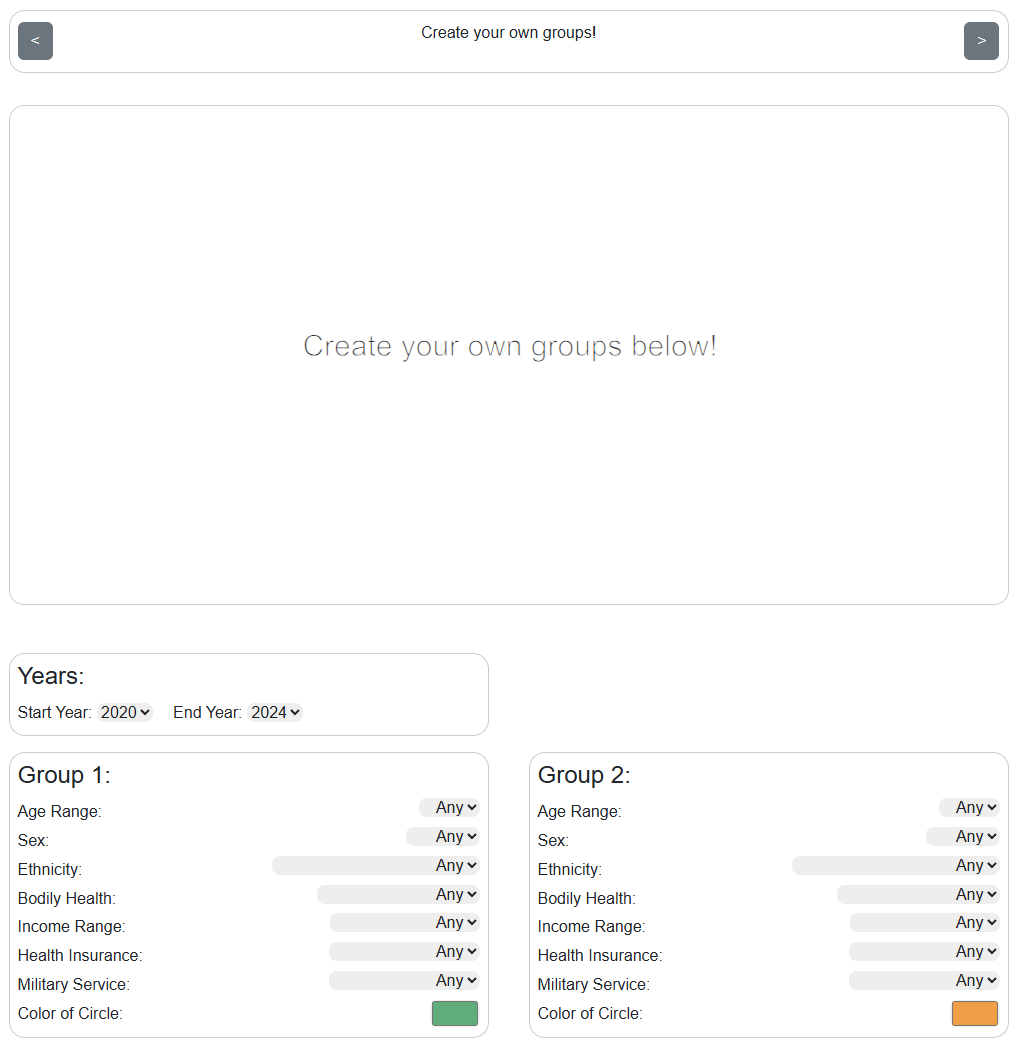 < Create your own groups! >
Create your own groups below!
Years:
Start Year: 2020 End Year: 2024
Group 1:
Age Range: Any
Sex: Any
Ethnicity: Any
Bodily Health: Any
Income Range: Any
Health Insurance: Any
Military Service: Any
Color of Circle:
Group 2:
Age Range: Any
Sex: Any
Ethnicity: Any
Bodily Health: Any
Income Range: Any
Health Insurance: Any
Military Service: Any
Color of Circle: